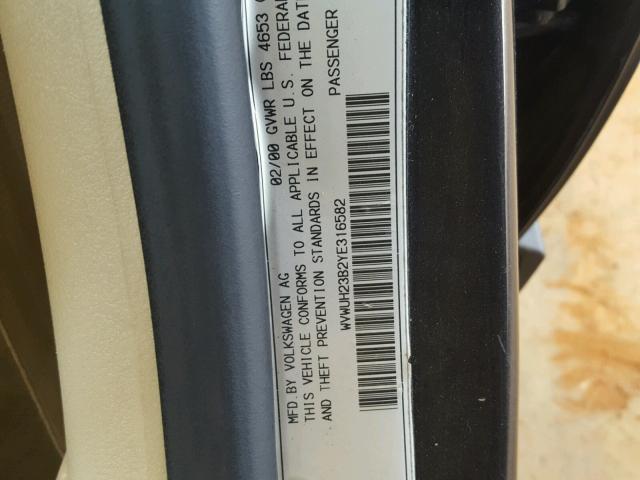 MFD.BY VOLKSWAGEN AG 02/00 GVWR LBS 4653
THIS VEHICLE CONFORMS TO ALL APPLICABLE U.S. FEDERAL
AND THEFT PREVENTION STANDARDS IN EFFECT ON THE DAT
WVWUH23B2YE316582 PASSENGER